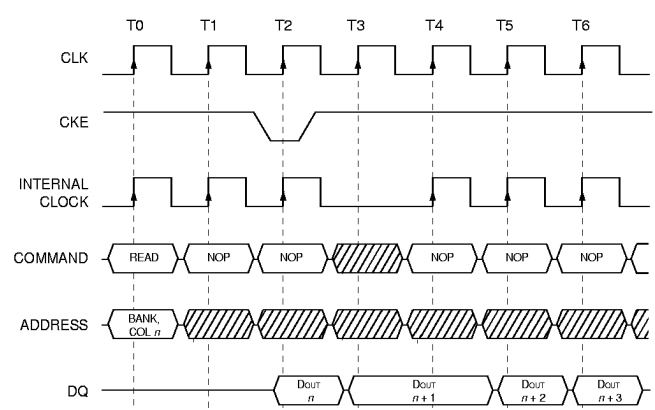 T0 T1 T2 T3 T4 T5 T6
CLK
CKE
INTERNAL
CLOCK
COMMAND READ NOP NOP NOP NOP NOP
ADDRESS BANK,
COL n
DQ DOUT DOUT DOUT DOUT
n n + 1 n + 2 n + 3